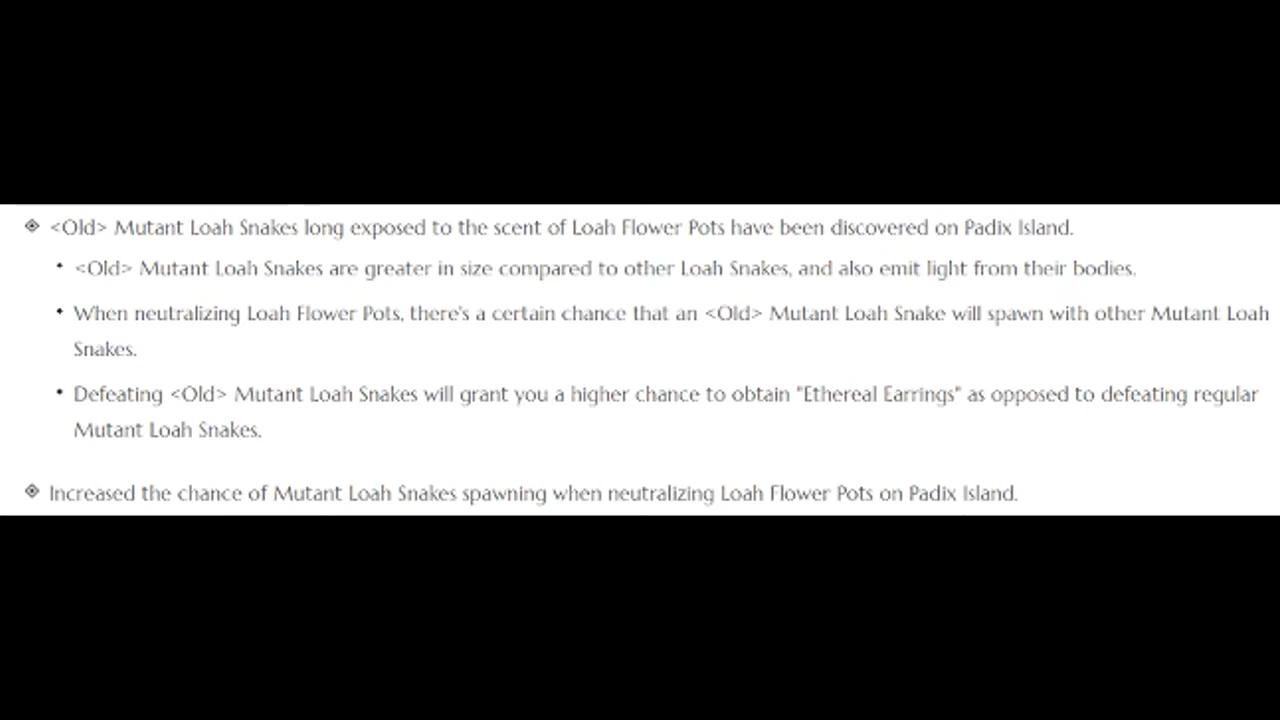 <Old> Mutant Loah Snakes long exposed to the scent of Loah Flower Pots have been discovered on Padix Island.
<Old> Mutant Loah Snakes are greater in size compared to other Loah Snakes, and also emit light from their bodies.
When neutralizing Loah Flower Pots, there's a certain chance that an <Old> Mutant Loah Snake will spawn with other Mutant Loah
Snakes.
Defeating <Old> Mutant Loah Snakes will grant you a higher chance to obtain "Ethereal Earrings" as opposed to defeating regular
Mutant Loah Snakes.
Increased the chance of Mutant Loah Snakes spawning when neutralizing Loah Flower Pots on Padix Island.